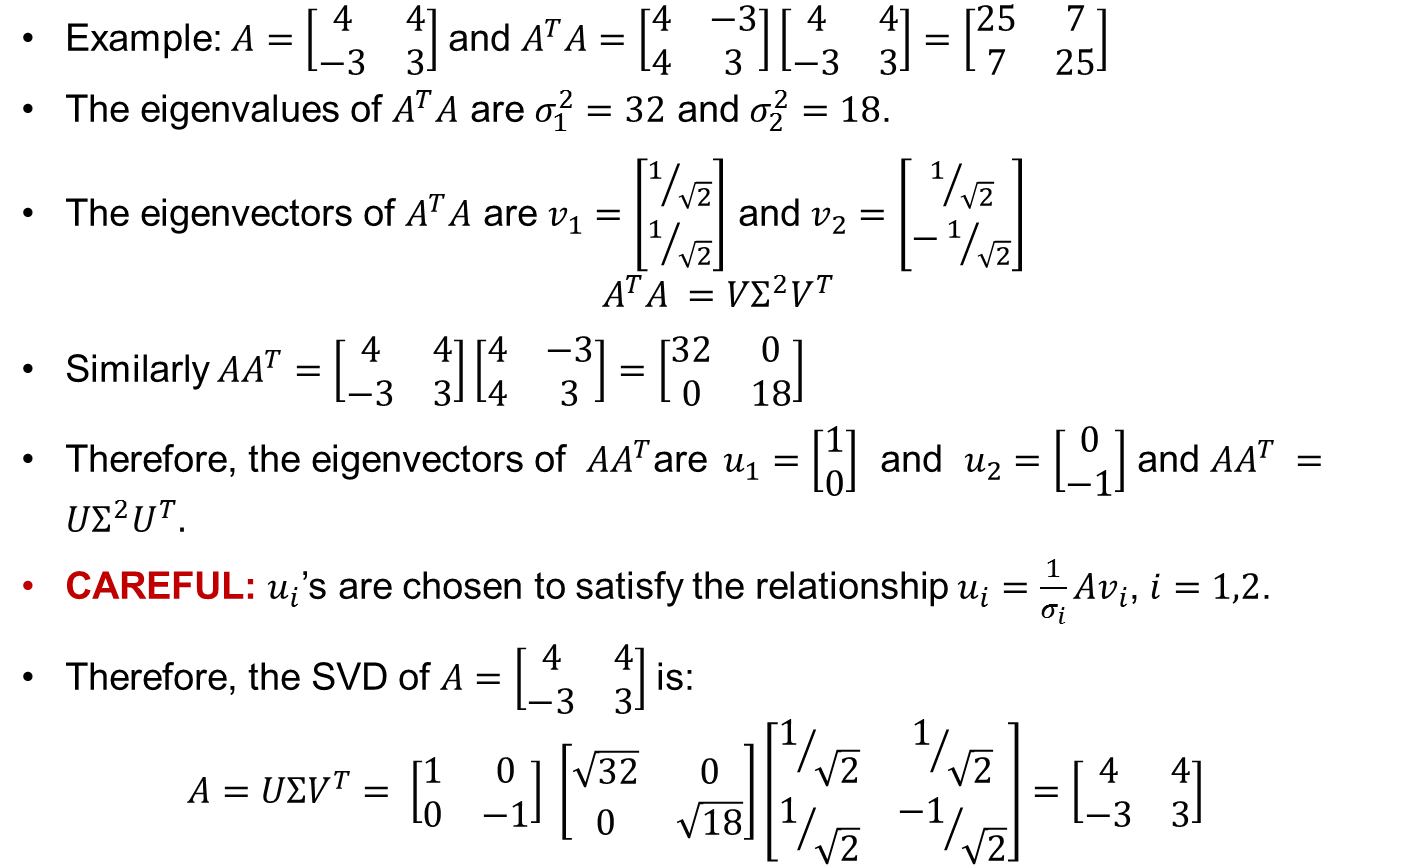 • Example: A = [4 4; −3 3] and AᵀA = [4 −3; 4 3] [4 4; −3 3] = [25 7; 7 25]
• The eigenvalues of AᵀA are σ₁² = 32 and σ₂² = 18.
• The eigenvectors of AᵀA are v₁ = [1/√2; 1/√2] and v₂ = [1/√2; − 1/√2]
AᵀA = VΣ²Vᵀ
• Similarly AAᵀ = [4 4; −3 3] [4 −3; 4 3] = [32 0; 0 18]
• Therefore, the eigenvectors of AAᵀ are u₁ = [1; 0] and u₂ = [0; −1] and AAᵀ =
UΣ²Uᵀ.
• CAREFUL: uᵢ’s are chosen to satisfy the relationship uᵢ = 1/σᵢ Avᵢ, i = 1,2.
• Therefore, the SVD of A = [4 4; −3 3] is:
A = UΣVᵀ = [1 0; 0 −1] [√32 0; 0 √18] [1/√2 1/√2; 1/√2 −1/√2] = [4 4; −3 3]